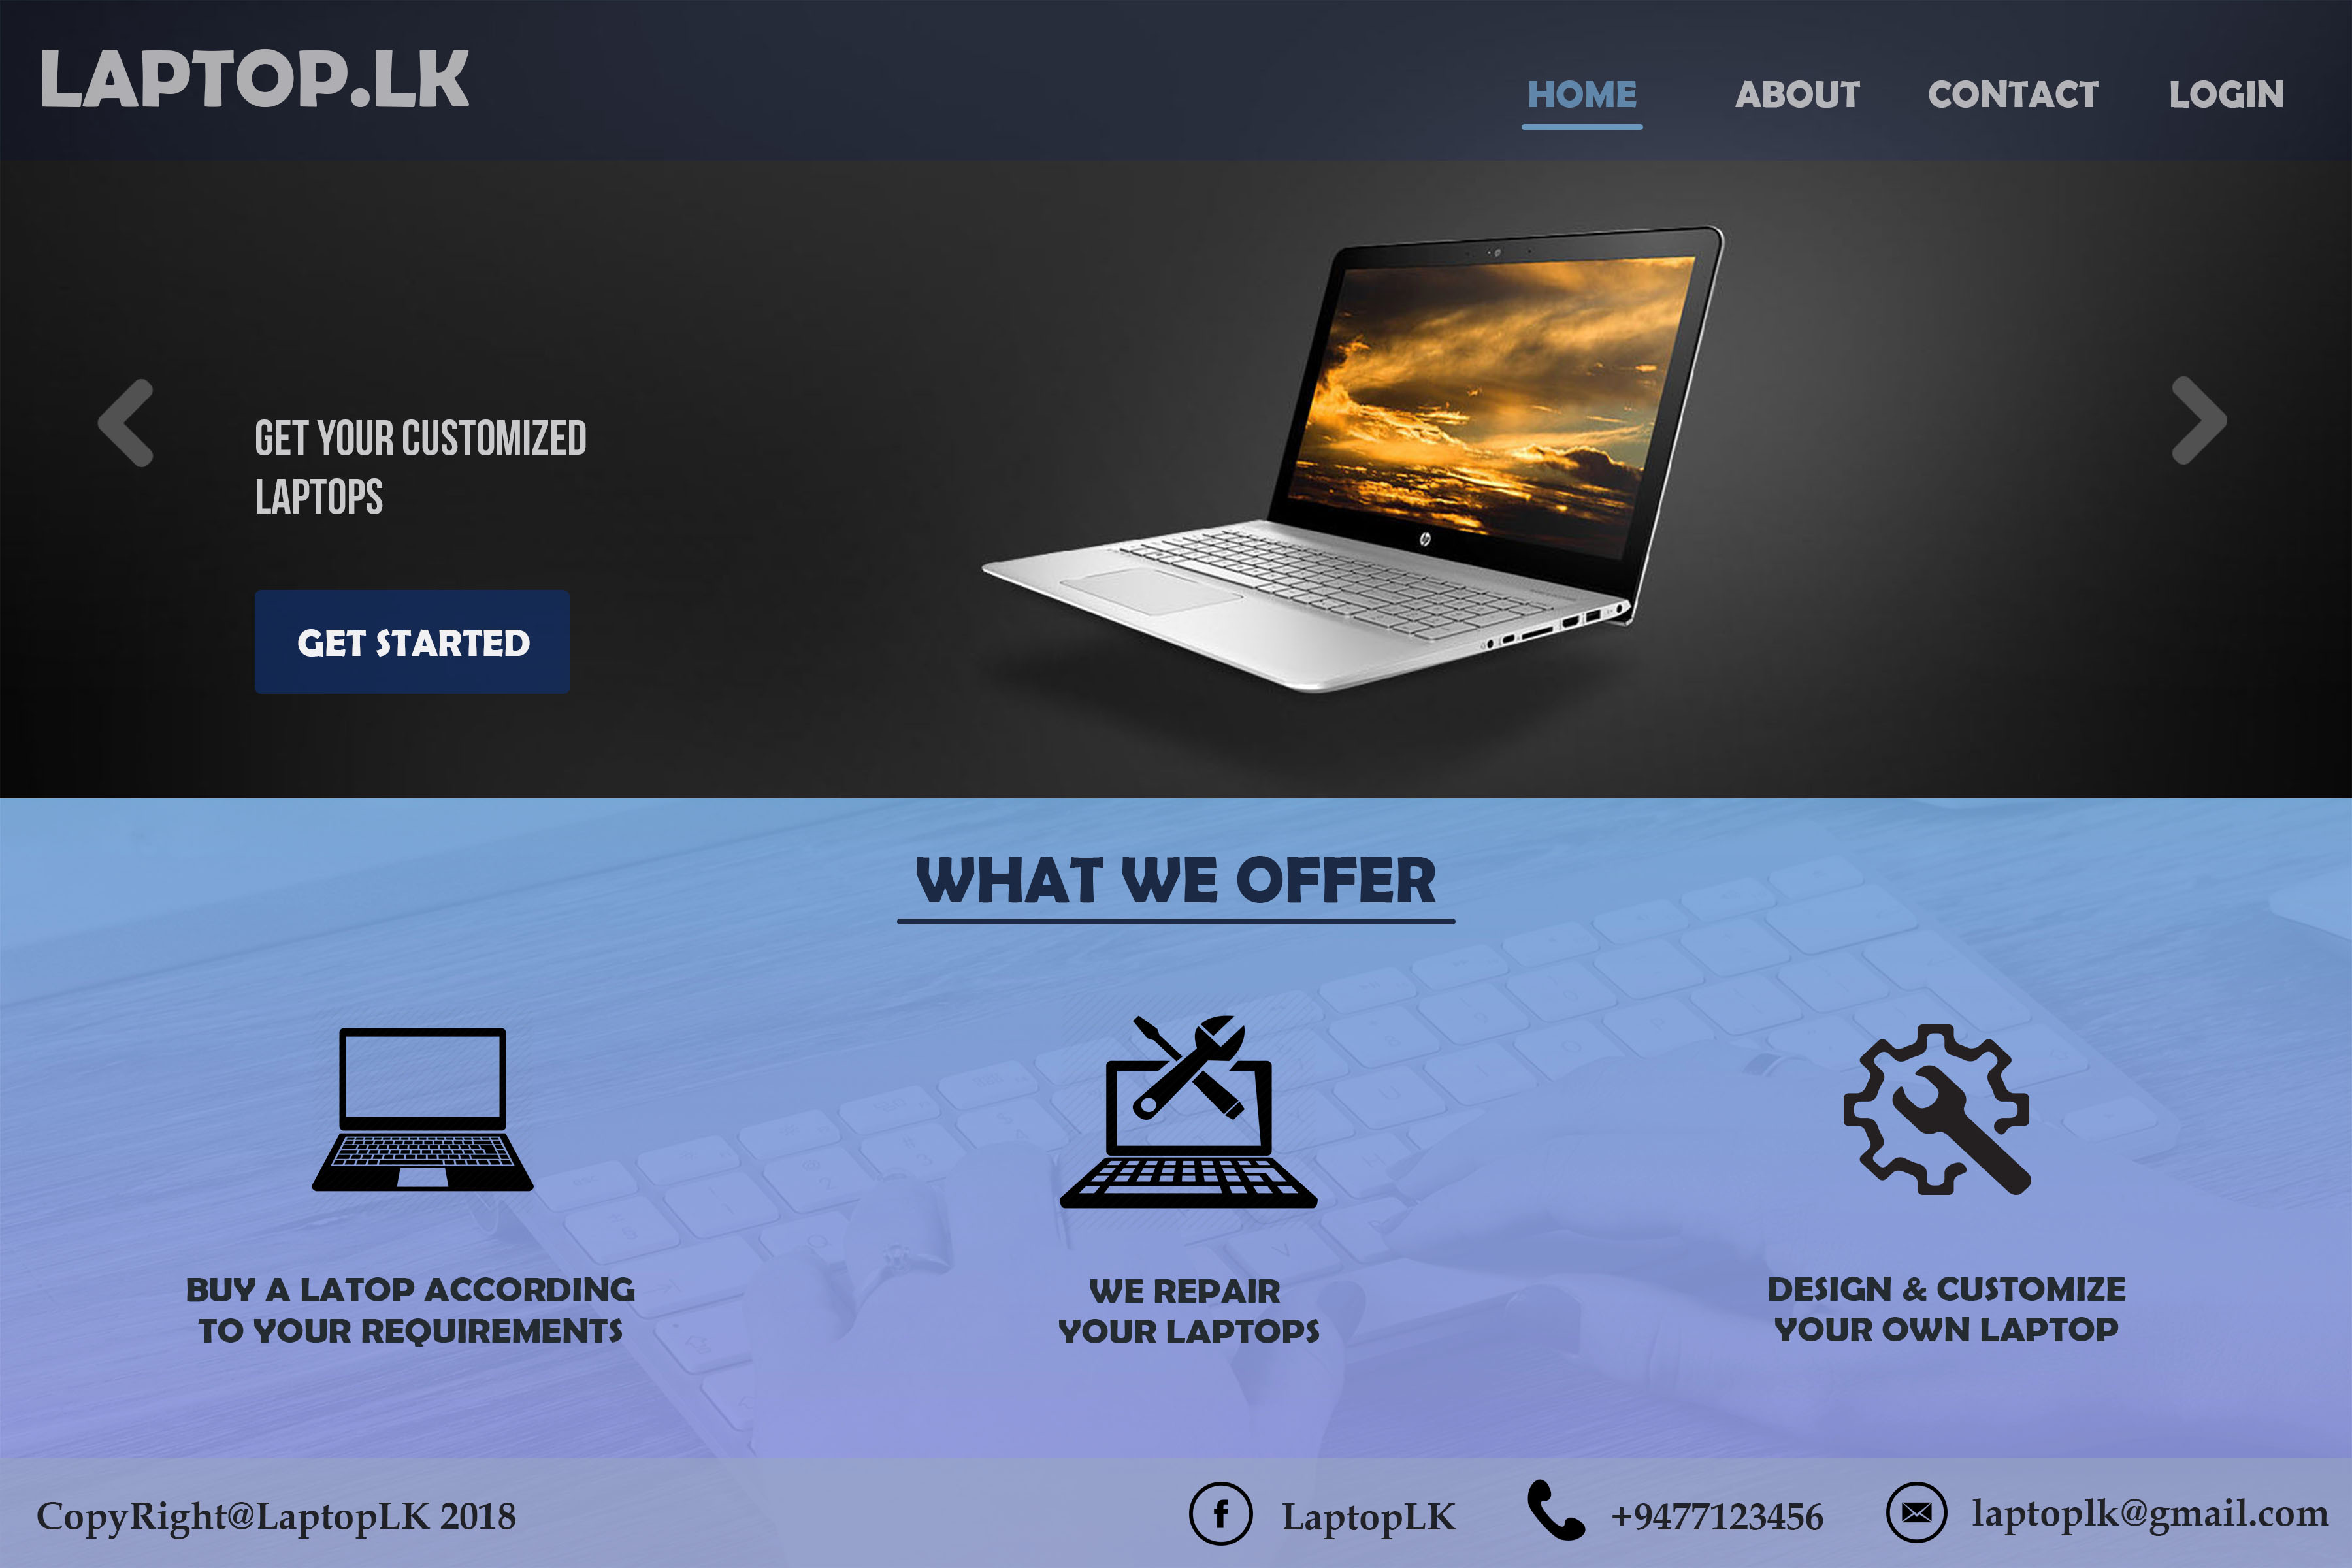 LAPTOP.LK
HOME ABOUT CONTACT LOGIN
GET YOUR CUSTOMIZED
LAPTOPS
GET STARTED
WHAT WE OFFER
BUY A LATOP ACCORDING
TO YOUR REQUIREMENTS
WE REPAIR
YOUR LAPTOPS
DESIGN & CUSTOMIZE
YOUR OWN LAPTOP
CopyRight@LaptopLK 2018
LaptopLK
+9477123456
laptoplk@gmail.com